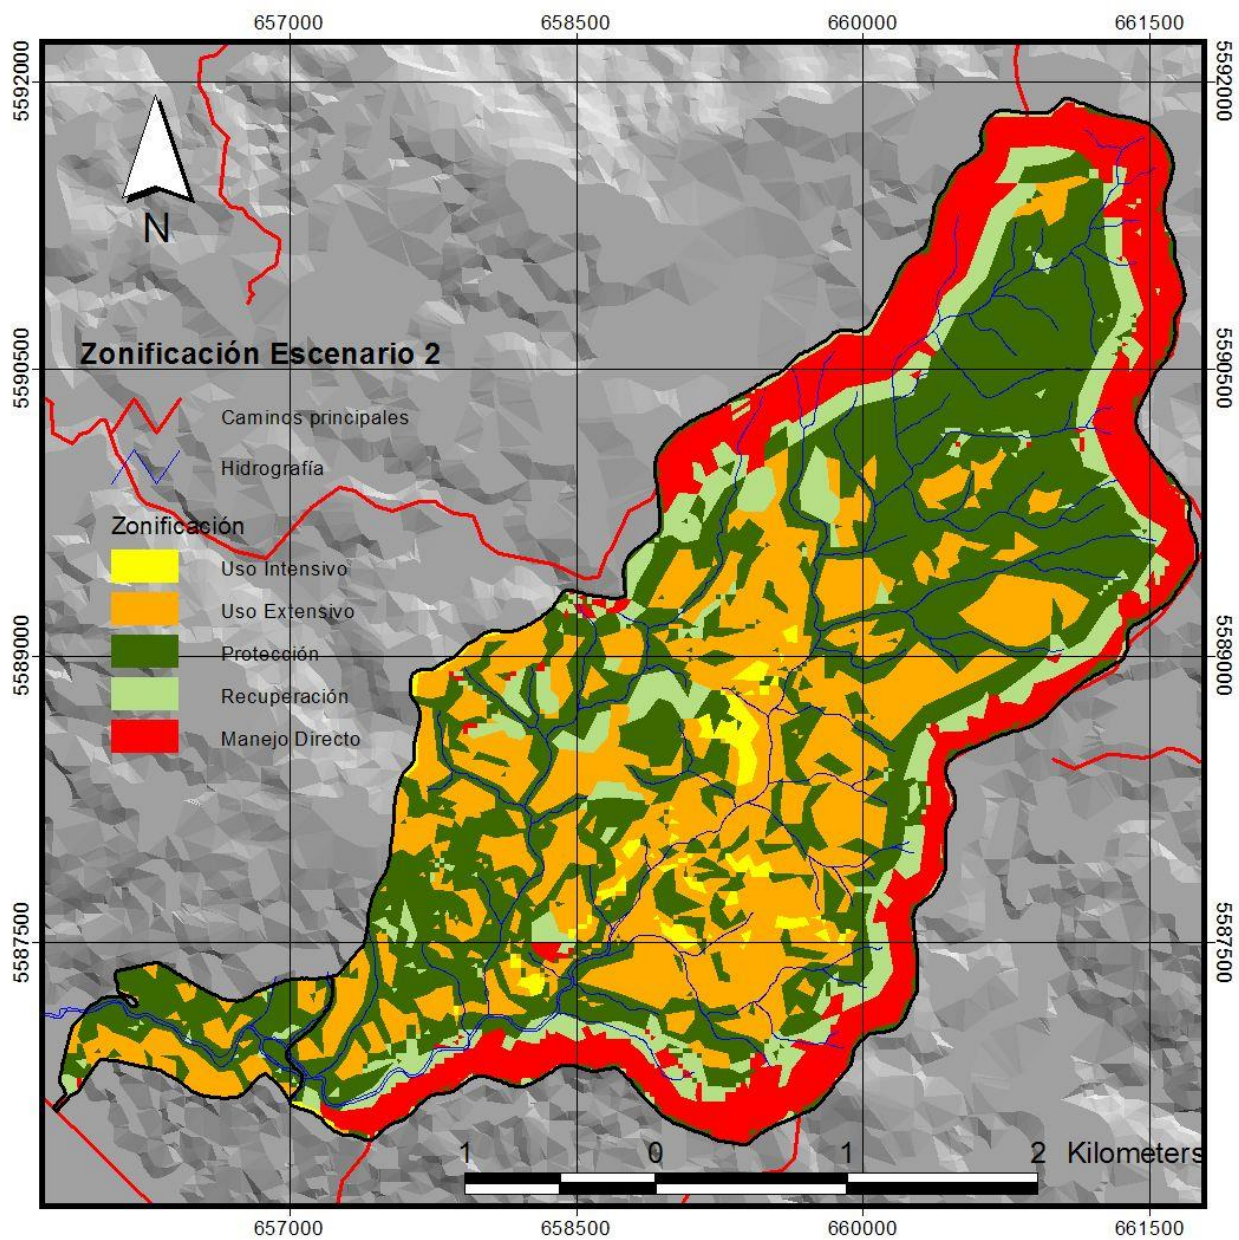 657000 658500 660000 661500
5592000 5592000
N
Zonificación Escenario 2
5590500 5590500
Caminos principales
Hidrografía
Zonificación
Uso Intensivo
Uso Extensivo
Protección
5589000 5589000
Recuperación
Manejo Directo
5587500 5587500
1 0 1 2 Kilometers
657000 658500 660000 661500